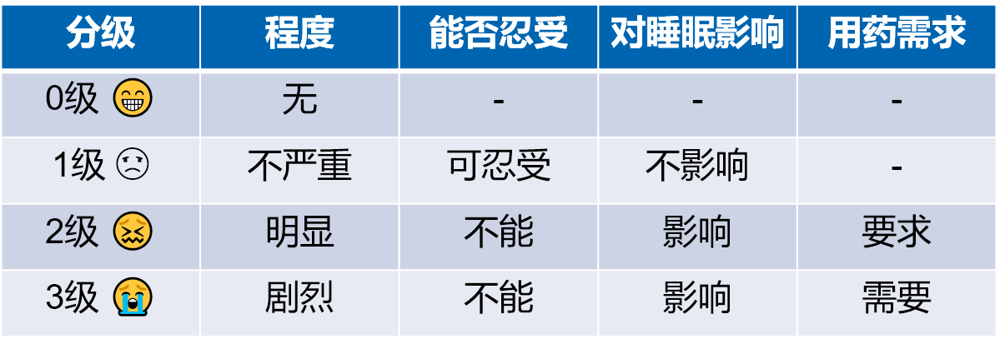 分级 程度 能否忍受 对睡眠影响 用药需求
0级 无 - - -
1级 不严重 可忍受 不影响 -
2级 明显 不能 影响 要求
3级 剧烈 不能 影响 需要